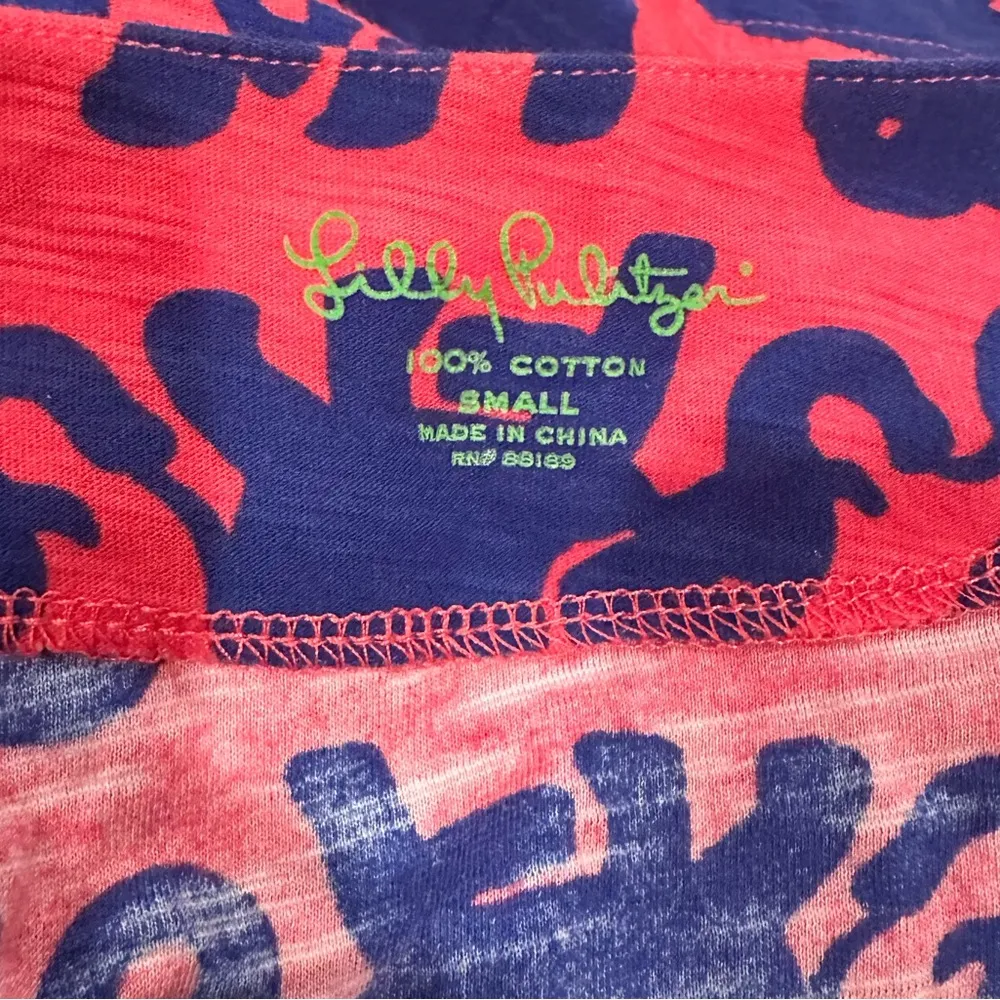 Lilly Pulitzer
100% COTTON
SMALL
MADE IN CHINA
RN# 88189